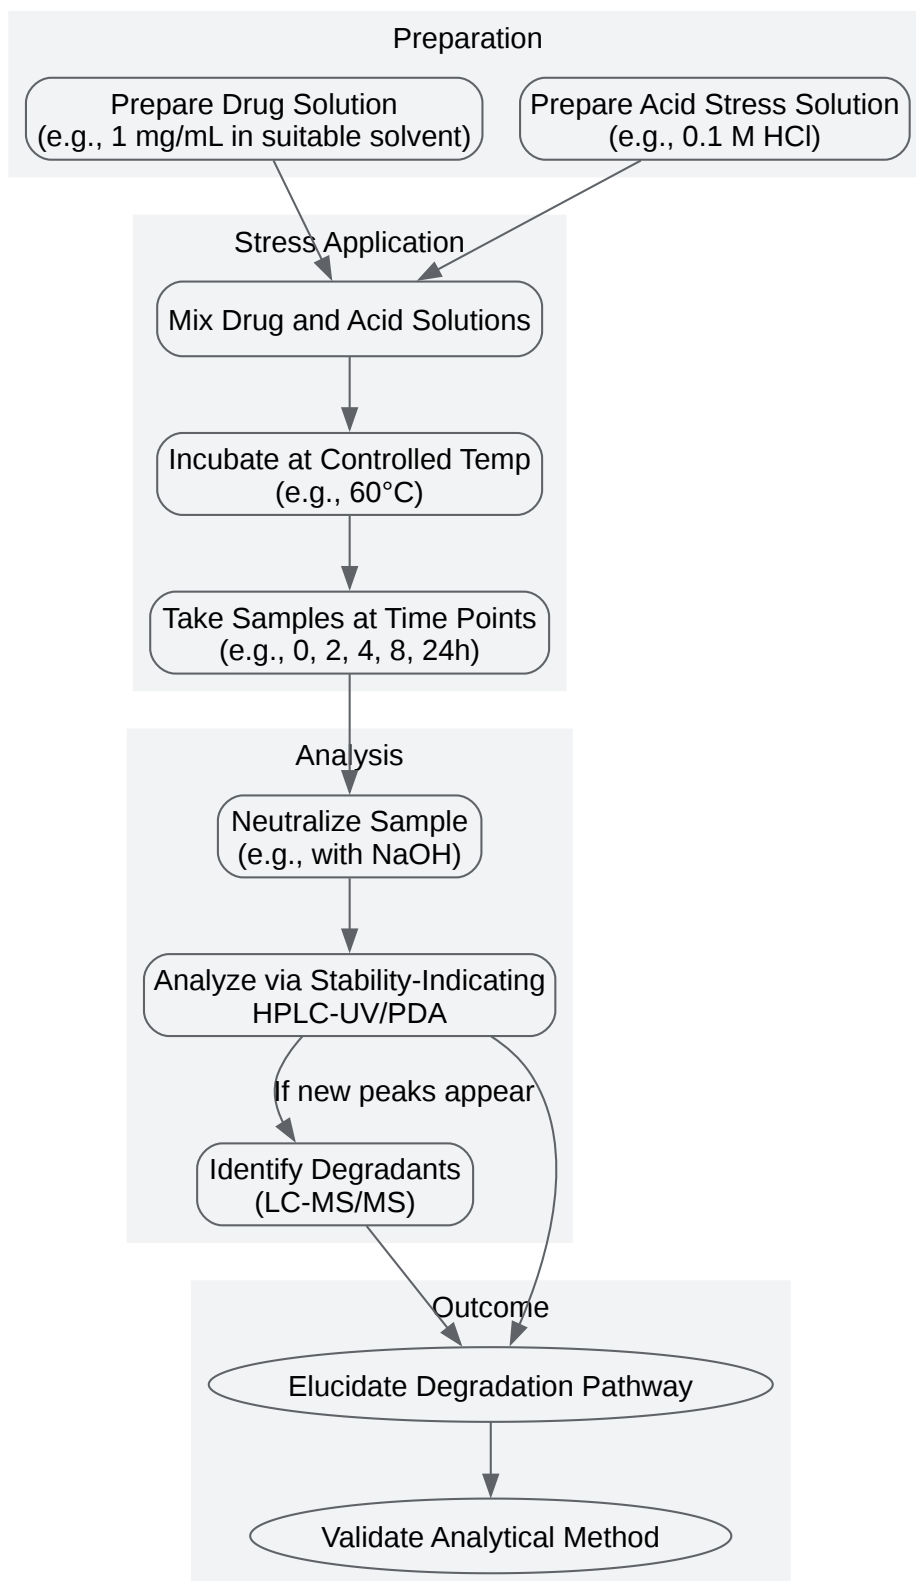 Preparation
Prepare Drug Solution
(e.g., 1 mg/mL in suitable solvent)
Prepare Acid Stress Solution
(e.g., 0.1 M HCl)
Stress Application
Mix Drug and Acid Solutions
Incubate at Controlled Temp
(e.g., 60°C)
Take Samples at Time Points
(e.g., 0, 2, 4, 8, 24h)
Analysis
Neutralize Sample
(e.g., with NaOH)
Analyze via Stability-Indicating
HPLC-UV/PDA
If new peaks appear
Identify Degradants
(LC-MS/MS)
Outcome
Elucidate Degradation Pathway
Validate Analytical Method